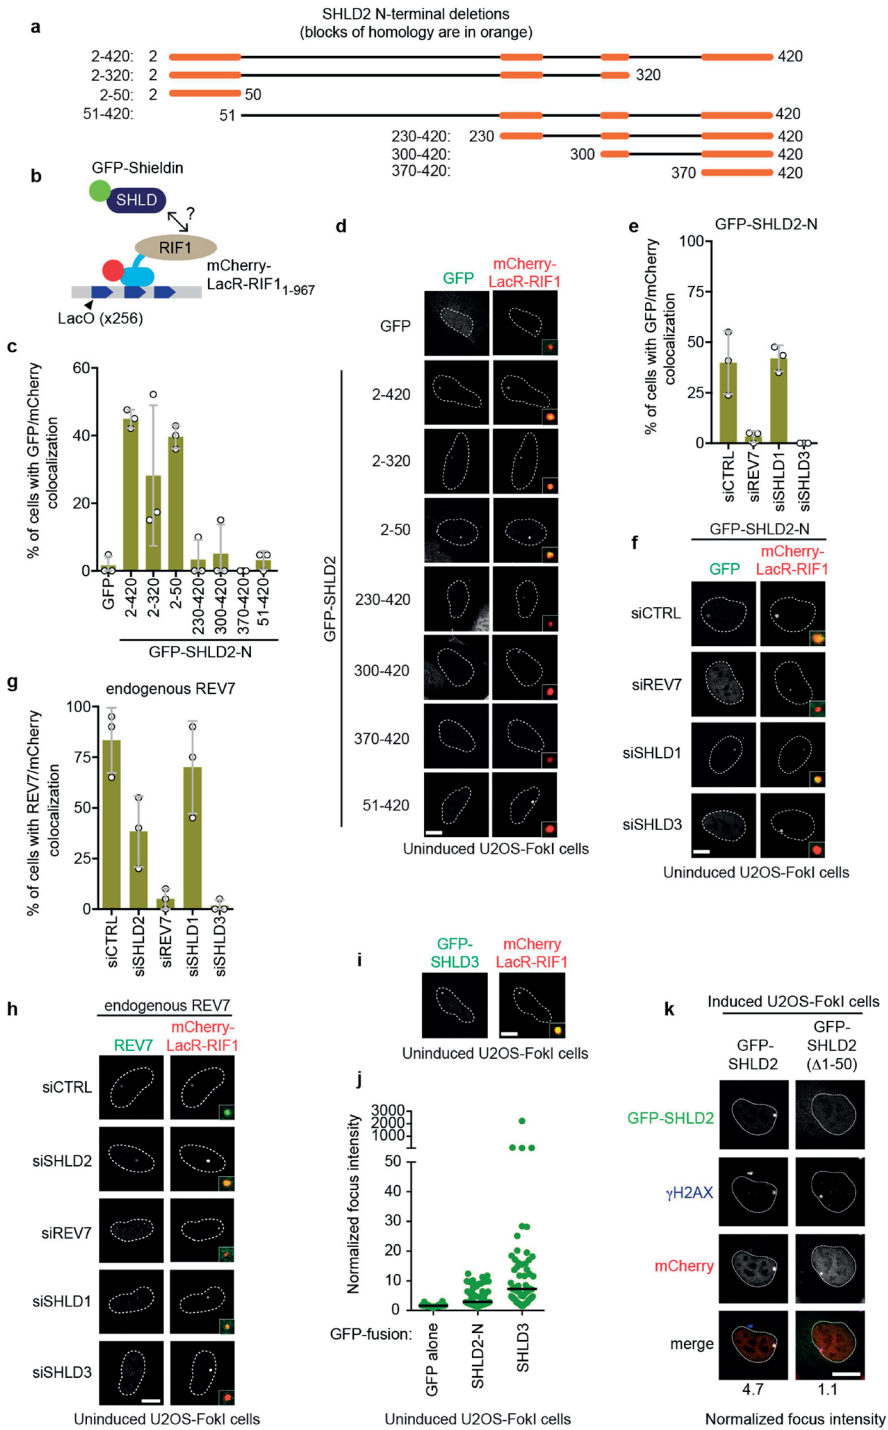 a
SHLD2 N-terminal deletions
(blocks of homology are in orange)
2-420: 2 420
2-320: 2 320
2-50: 2 50
51-420: 51 420
230-420: 230 420
300-420: 300 420
370-420: 370 420
b
GFP-Shieldin
SHLD
?
RIF1
mCherry-
LacR-RIF1 1-967
LacO (x256)
c
% of cells with GFP/mCherry
colocalization
60
40
20
0
GFP
2-420
2-320
2-50
230-420
300-420
370-420
51-420
GFP-SHLD2-N
d
GFP
mCherry-
LacR-RIF1
GFP
GFP-SHLD2
2-420
2-320
2-50
230-420
300-420
370-420
51-420
Uninduced U2OS-FokI cells
e
GFP-SHLD2-N
% of cells with GFP/mCherry
colocalization
100
75
50
25
0
siCTRL
siREV7
siSHLD1
siSHLD3
f
GFP-SHLD2-N
GFP
mCherry-
LacR-RIF1
siCTRL
siREV7
siSHLD1
siSHLD3
Uninduced U2OS-FokI cells
g
endogenous REV7
% of cells with REV7/mCherry
colocalization
100
75
50
25
0
siCTRL
siSHLD2
siREV7
siSHLD1
siSHLD3
h
endogenous REV7
REV7
mCherry-
LacR-RIF1
siCTRL
siSHLD2
siREV7
siSHLD1
siSHLD3
Uninduced U2OS-FokI cells
i
GFP-
SHLD3
mCherry
LacR-RIF1
Uninduced U2OS-FokI cells
j
Normalized focus intensity
3000
2000
1000
50
40
30
20
10
0
GFP-fusion:
GFP alone
SHLD2-N
SHLD3
Uninduced U2OS-FokI cells
k
Induced U2OS-FokI cells
GFP-
SHLD2
GFP-
SHLD2
(Δ1-50)
GFP-SHLD2
γH2AX
mCherry
merge
4.7 1.1
Normalized focus intensity